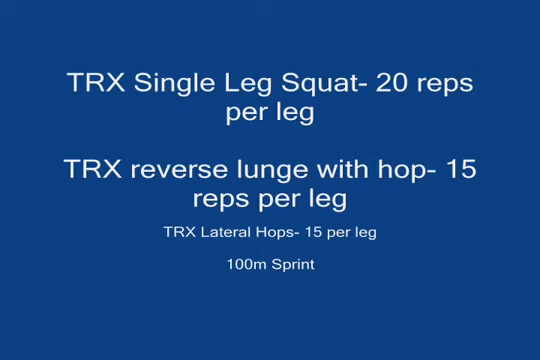 TRX Single Leg Squat- 20 reps
per leg
TRX reverse lunge with hop- 15
reps per leg
TRX Lateral Hops- 15 per leg
100m Sprint